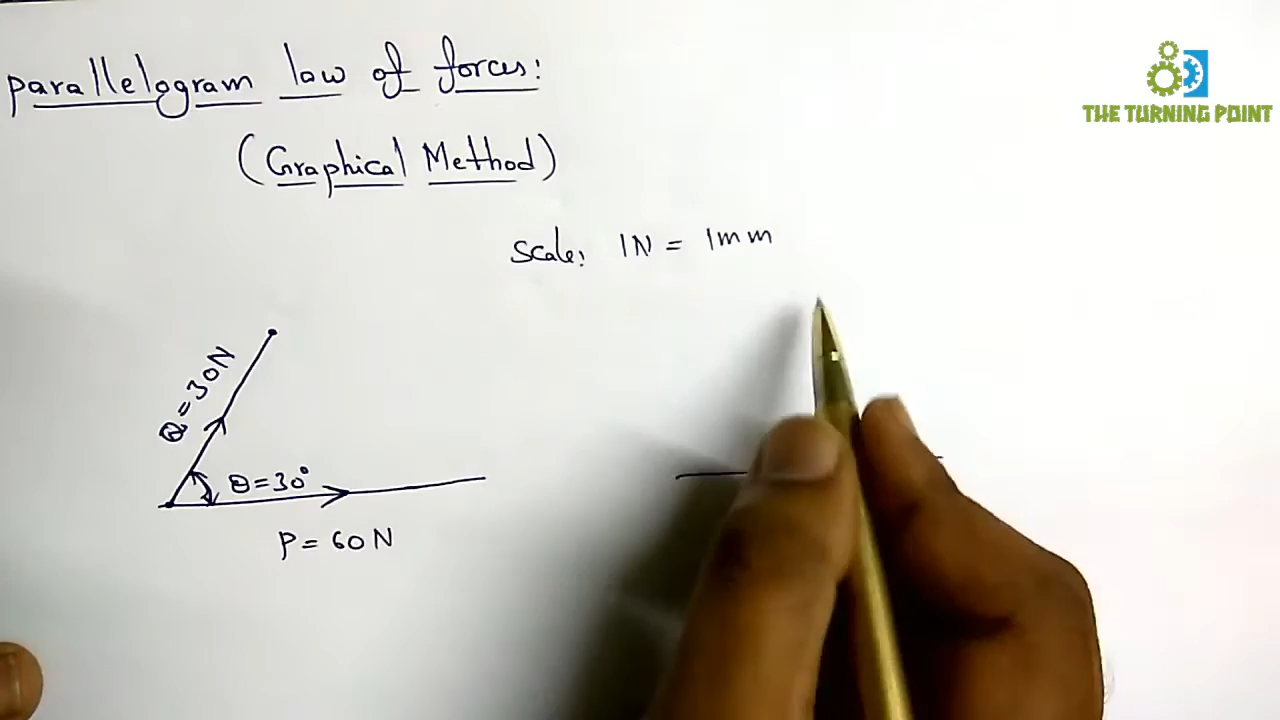 parallelogram law of forces:
(Graphical Method)
THE TURNING POINT
Scale: 1N = 1mm
Q=30N
θ=30°
P=60N